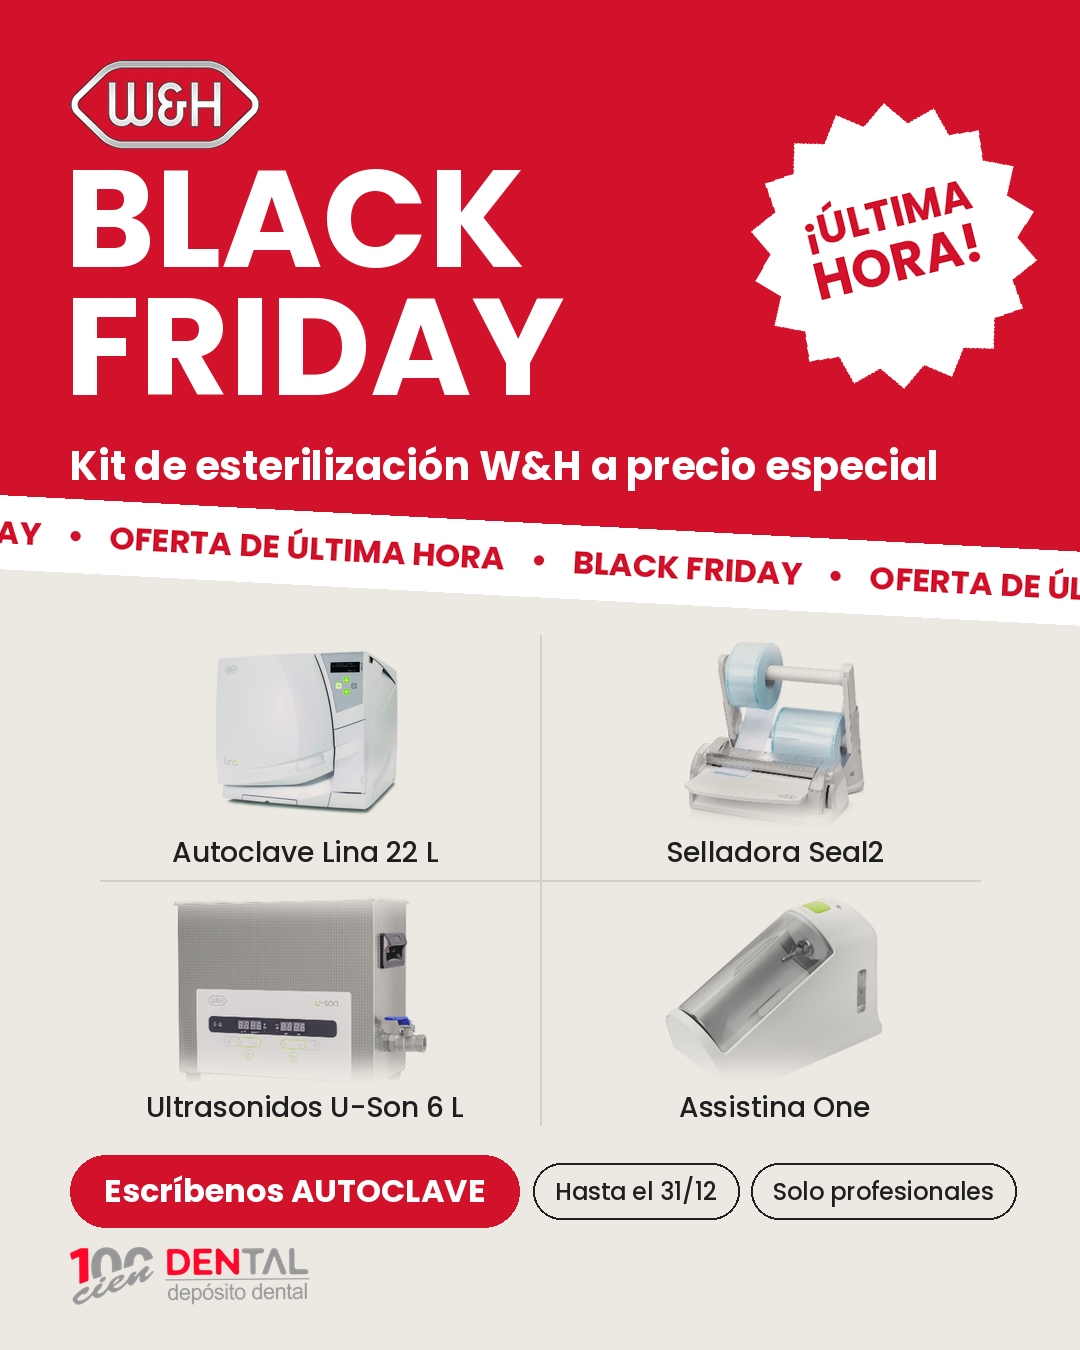 W&H
BLACK
FRIDAY
¡ÚLTIMA
HORA!
Kit de esterilización W&H a precio especial
AY • OFERTA DE ÚLTIMA HORA • BLACK FRIDAY • OFERTA DE ÚL
lina
Autoclave Lina 22 L
Selladora Seal2
W&H
u-son
Ultrasonidos U-Son 6 L
Assistina One
Escríbenos AUTOCLAVE
Hasta el 31/12
Solo profesionales
100
cien
DENTAL
depósito dental